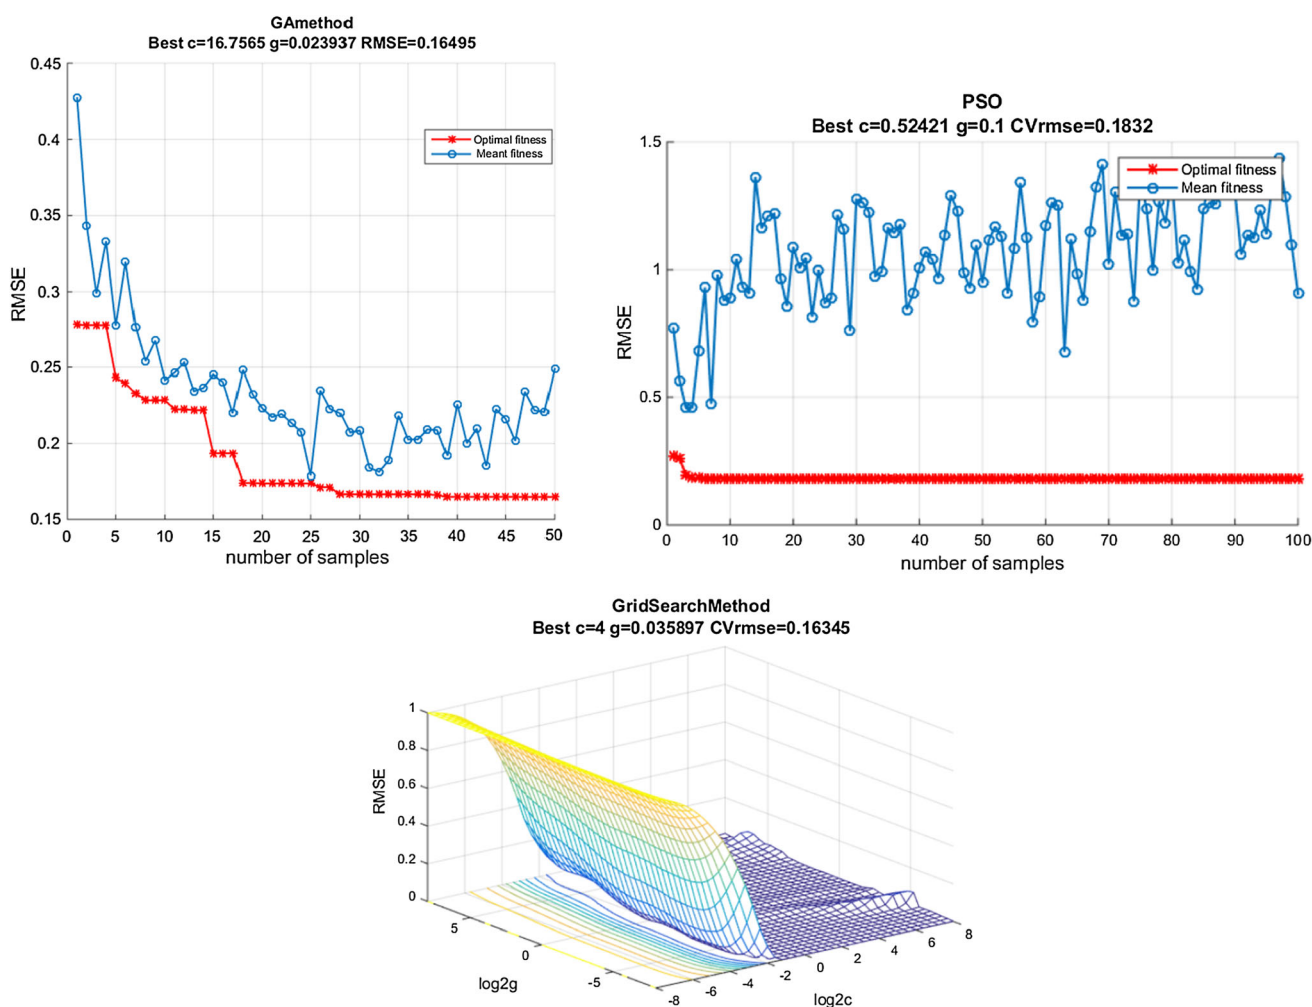 GAmethod
Best c=16.7565 g=0.023937 RMSE=0.16495
0.45
0.4
0.35
0.3
0.25
0.2
0.15
RMSE
Optimal fitness
Meant fitness
0 5 10 15 20 25 30 35 40 45 50
number of samples
PSO
Best c=0.52421 g=0.1 CVrmse=0.1832
1.5
1
0.5
0
RMSE
Optimal fitness
Mean fitness
0 10 20 30 40 50 60 70 80 90 100
number of samples
GridSearchMethod
Best c=4 g=0.035897 CVrmse=0.16345
1
0.8
0.6
0.4
0.2
0
RMSE
5 0 -5
log2g
-8 -6 -4 -2 0 2 4 6 8
log2c